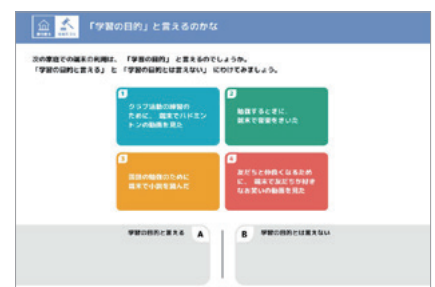 「学習の目的」と言えるのかな
次の家庭での端末の利用は、「学習の目的」と言えるのでしょうか。
「学習の目的と言える」と「学習の目的とは言えない」にわけてみましょう。
1
クラブ活動の練習の
ために、端末でバドミン
トンの動画を見た
2
勉強するときに、
端末で音楽をきいた
3
国語の勉強のために
端末で小説を読んだ
4
友だちと仲良くなるため
に、端末で友だちが好き
なお笑いの動画を見た
学習の目的と言える A
B 学習の目的とは言えない